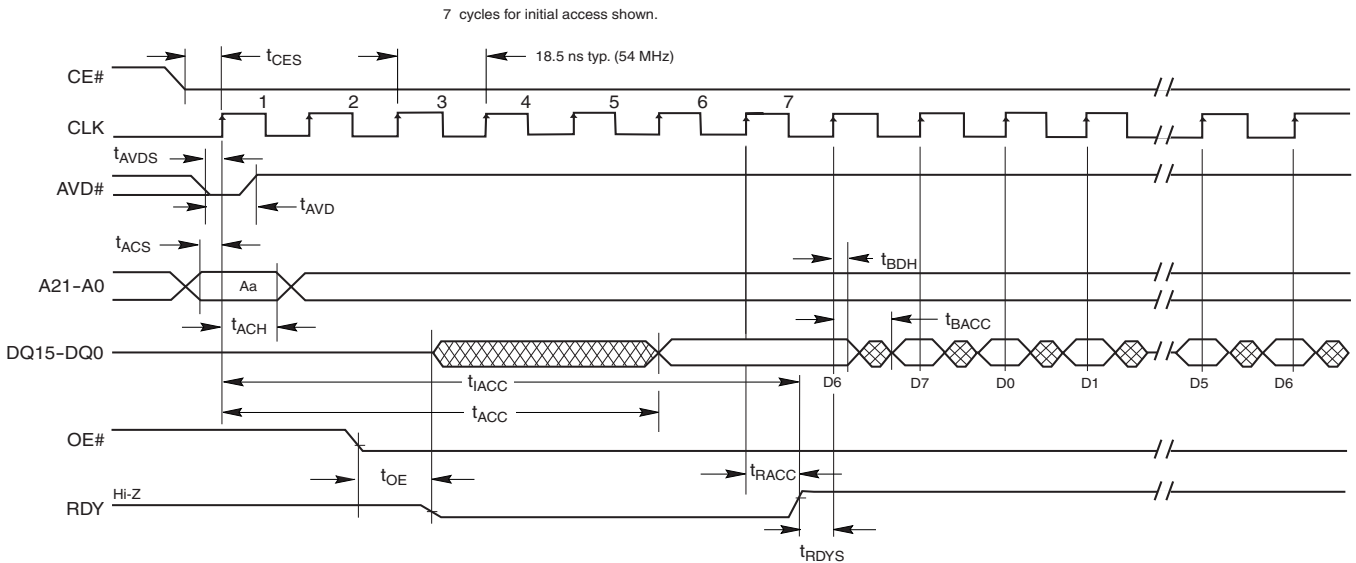 7 cycles for initial access shown.
tCES
18.5 ns typ. (54 MHz)
CE#
1 2 3 4 5 6 7
CLK
tAVDS
AVD#
tAVD
tACS
tBDH
A21-A0
Aa
tACH
tBACC
DQ15-DQ0
tIACC
D6 D7 D0 D1 D5 D6
tACC
OE#
tOE
tRACC
Hi-Z
RDY
tRDYS